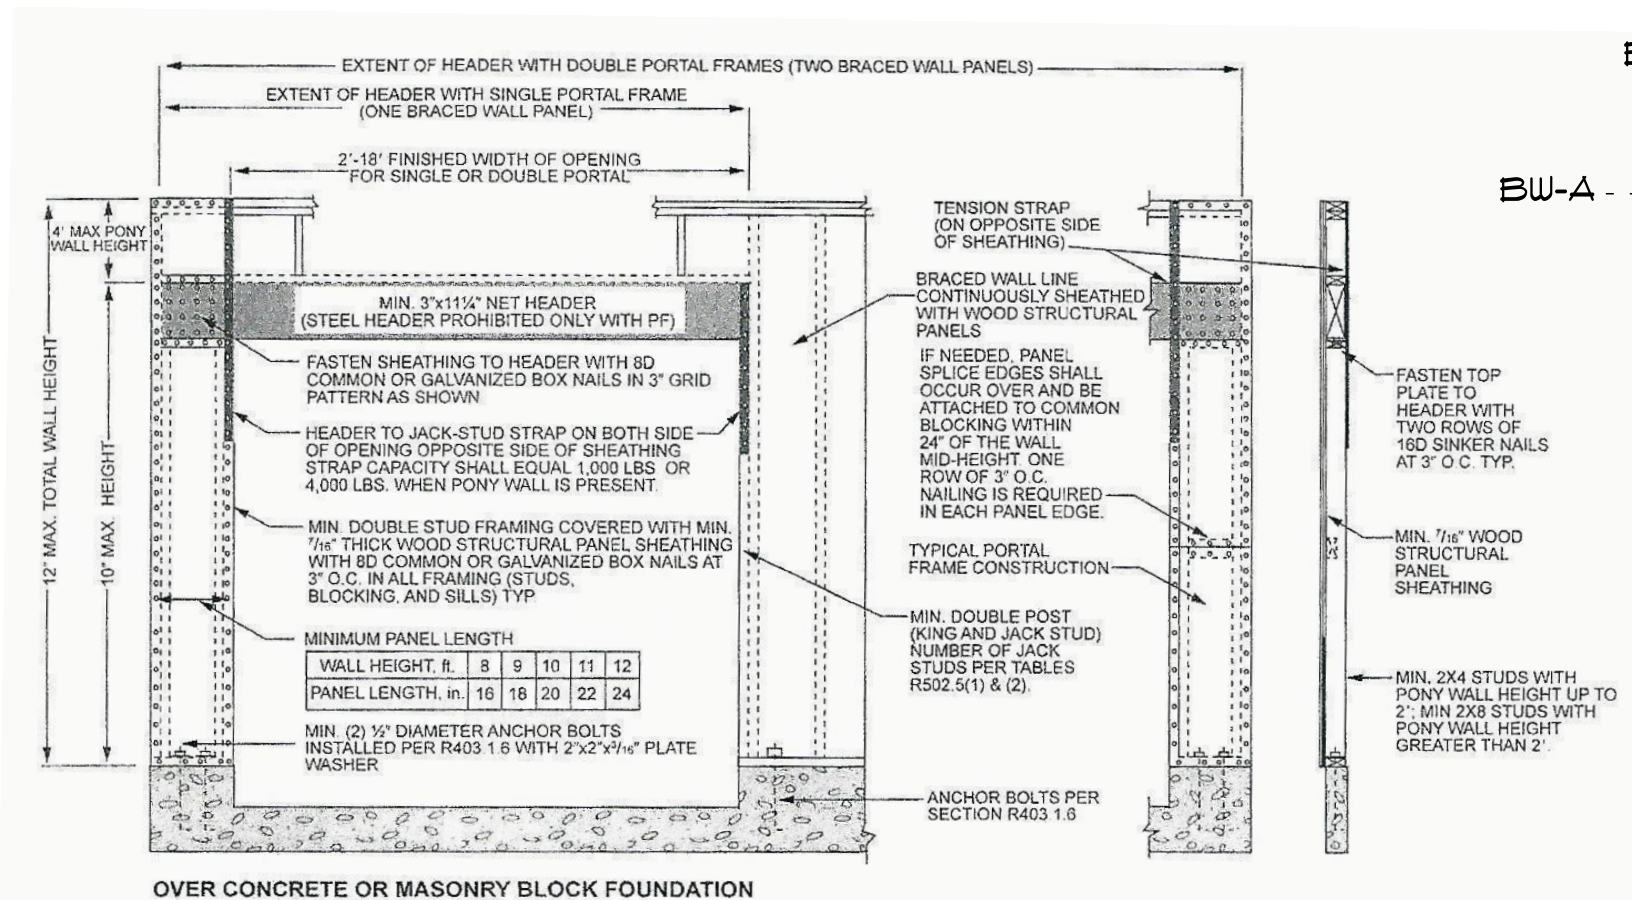 EXTENT OF HEADER WITH DOUBLE PORTAL FRAMES (TWO BRACED WALL PANELS)
EXTENT OF HEADER WITH SINGLE PORTAL FRAME
(ONE BRACED WALL PANEL)
2'-18' FINISHED WIDTH OF OPENING
FOR SINGLE OR DOUBLE PORTAL
BW-A
4' MAX PONY
WALL HEIGHT
12" MAX. TOTAL WALL HEIGHT
10" MAX. HEIGHT
MIN. 3"x11¼" NET HEADER
(STEEL HEADER PROHIBITED ONLY WITH PF)
FASTEN SHEATHING TO HEADER WITH 8D
COMMON OR GALVANIZED BOX NAILS IN 3" GRID
PATTERN AS SHOWN
HEADER TO JACK-STUD STRAP ON BOTH SIDE
OF OPENING OPPOSITE SIDE OF SHEATHING
STRAP CAPACITY SHALL EQUAL 1,000 LBS OR
4,000 LBS. WHEN PONY WALL IS PRESENT.
MIN. DOUBLE STUD FRAMING COVERED WITH MIN.
7/16" THICK WOOD STRUCTURAL PANEL SHEATHING
WITH 8D COMMON OR GALVANIZED BOX NAILS AT
3" O.C. IN ALL FRAMING (STUDS,
BLOCKING, AND SILLS) TYP
MINIMUM PANEL LENGTH
WALL HEIGHT, ft. 8 9 10 11 12
PANEL LENGTH, in. 16 18 20 22 24
MIN. (2) ½" DIAMETER ANCHOR BOLTS
INSTALLED PER R403.1.6 WITH 2"x2"x3/16" PLATE
WASHER
TENSION STRAP
(ON OPPOSITE SIDE
OF SHEATHING)
BRACED WALL LINE
CONTINUOUSLY SHEATHED
WITH WOOD STRUCTURAL
PANELS
IF NEEDED, PANEL
SPLICE EDGES SHALL
OCCUR OVER AND BE
ATTACHED TO COMMON
BLOCKING WITHIN
24" OF THE WALL
MID-HEIGHT. ONE
ROW OF 3" O.C.
NAILING IS REQUIRED
IN EACH PANEL EDGE.
TYPICAL PORTAL
FRAME CONSTRUCTION
MIN. DOUBLE POST
(KING AND JACK STUD)
NUMBER OF JACK
STUDS PER TABLES
R502.5(1) & (2).
ANCHOR BOLTS PER
SECTION R403.1.6
FASTEN TOP
PLATE TO
HEADER WITH
TWO ROWS OF
16D SINKER NAILS
AT 3" O.C. TYP.
MIN. 7/16" WOOD
STRUCTURAL
PANEL
SHEATHING
MIN. 2X4 STUDS WITH
PONY WALL HEIGHT UP TO
2'; MIN 2X8 STUDS WITH
PONY WALL HEIGHT
GREATER THAN 2'.
OVER CONCRETE OR MASONRY BLOCK FOUNDATION